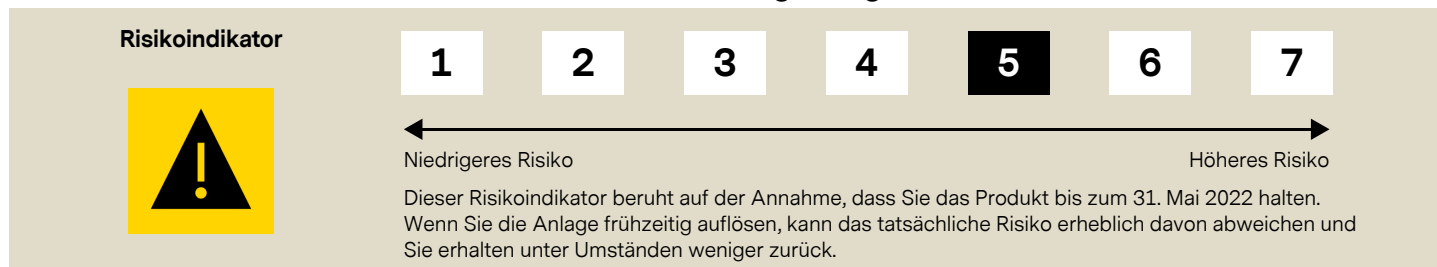 Risikoindikator
1 2 3 4 5 6 7
Niedrigeres Risiko Höheres Risiko
Dieser Risikoindikator beruht auf der Annahme, dass Sie das Produkt bis zum 31. Mai 2022 halten.
Wenn Sie die Anlage frühzeitig auflösen, kann das tatsächliche Risiko erheblich davon abweichen und
Sie erhalten unter Umständen weniger zurück.